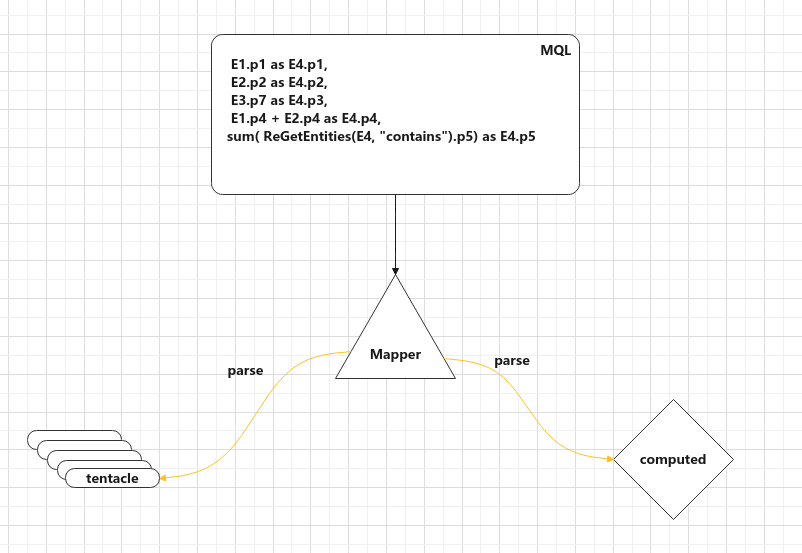 MQL
E1.p1 as E4.p1,
E2.p2 as E4.p2,
E3.p7 as E4.p3,
E1.p4 + E2.p4 as E4.p4,
sum( ReGetEntities(E4, "contains").p5) as E4.p5
Mapper
parse
parse
tentacle
computed